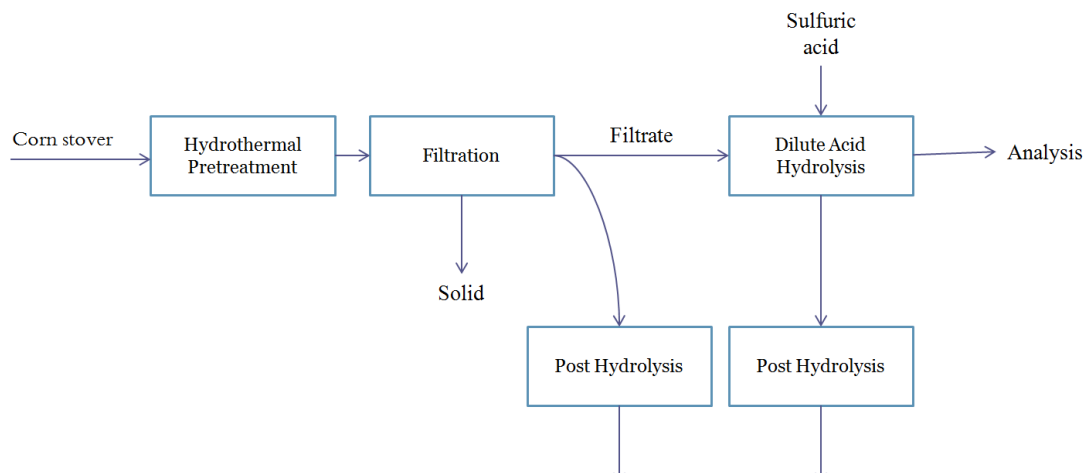 Sulfuric
acid
Corn stover
Hydrothermal
Pretreatment
Filtration
Filtrate
Dilute Acid
Hydrolysis
Analysis
Solid
Post Hydrolysis
Post Hydrolysis